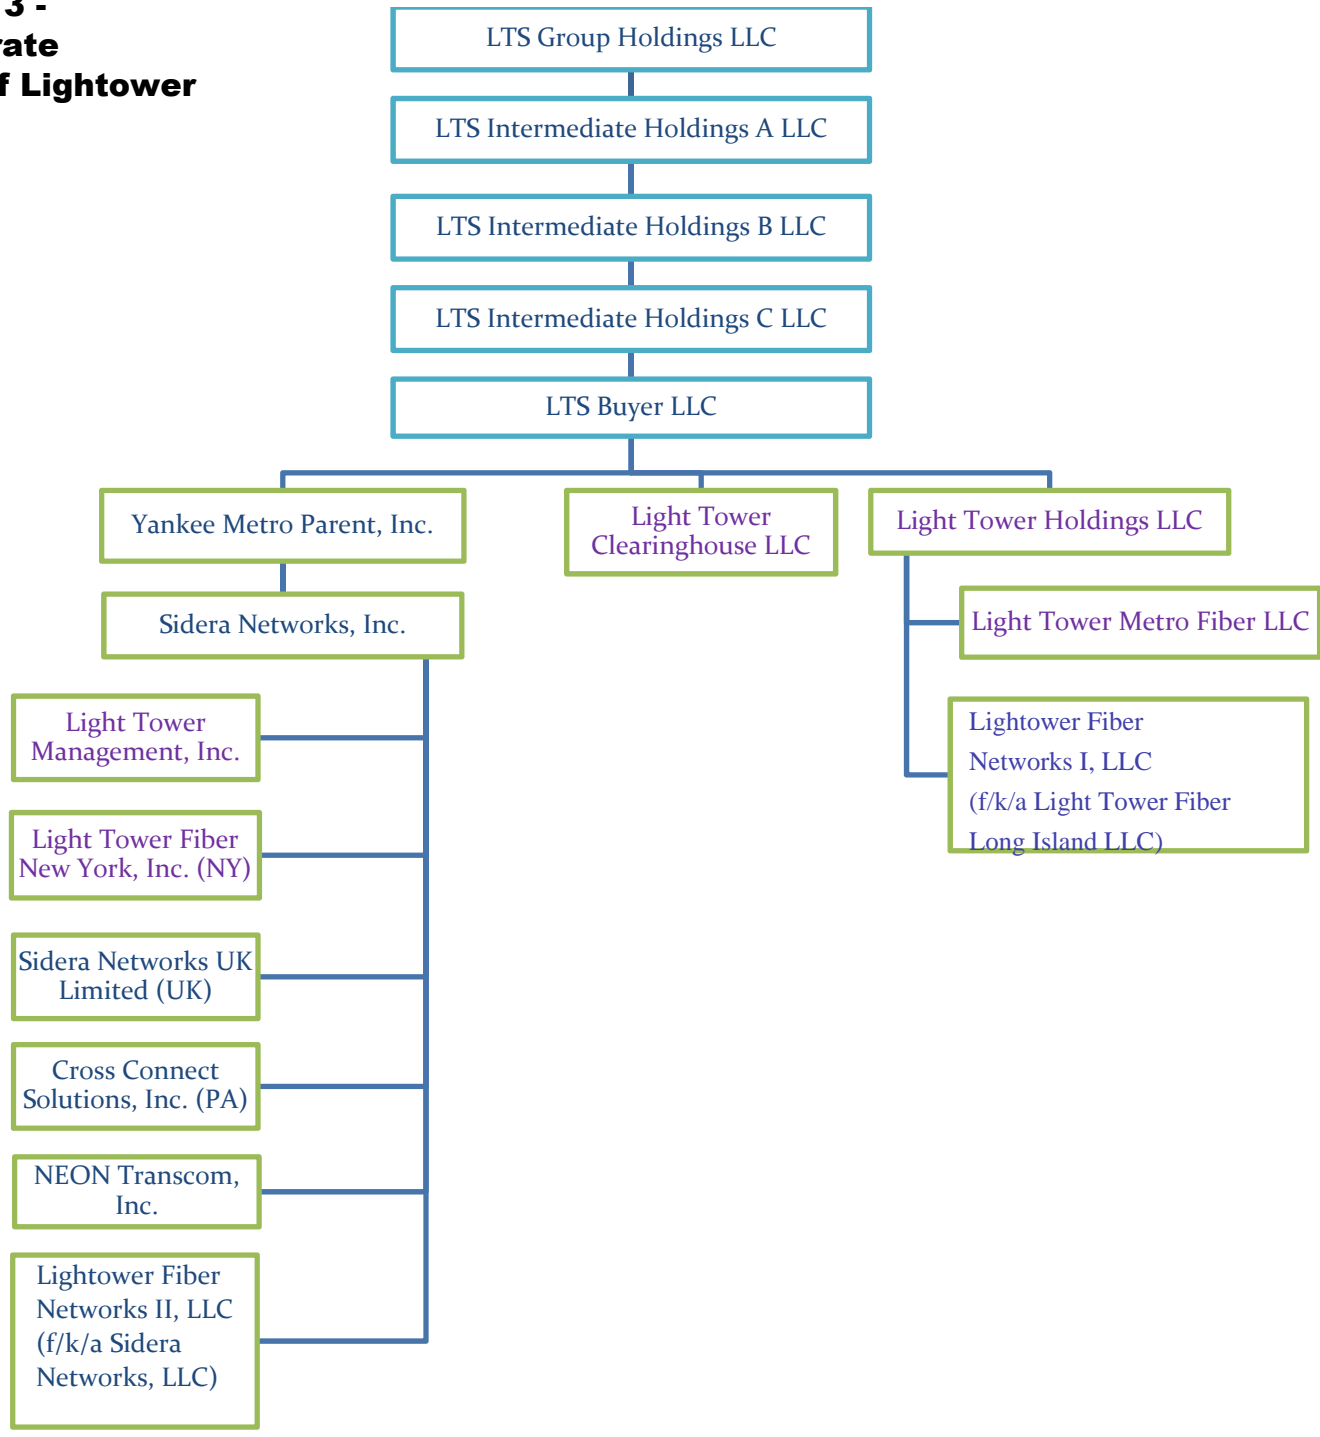 3 -
rate
f Lightower
LTS Group Holdings LLC
LTS Intermediate Holdings A LLC
LTS Intermediate Holdings B LLC
LTS Intermediate Holdings C LLC
LTS Buyer LLC
Yankee Metro Parent, Inc.
Light Tower
Clearinghouse LLC
Light Tower Holdings LLC
Sidera Networks, Inc.
Light Tower Metro Fiber LLC
Light Tower
Management, Inc.
Lightower Fiber
Networks I, LLC
(f/k/a Light Tower Fiber
Long Island LLC)
Light Tower Fiber
New York, Inc. (NY)
Sidera Networks UK
Limited (UK)
Cross Connect
Solutions, Inc. (PA)
NEON Transcom,
Inc.
Lightower Fiber
Networks II, LLC
(f/k/a Sidera
Networks, LLC)